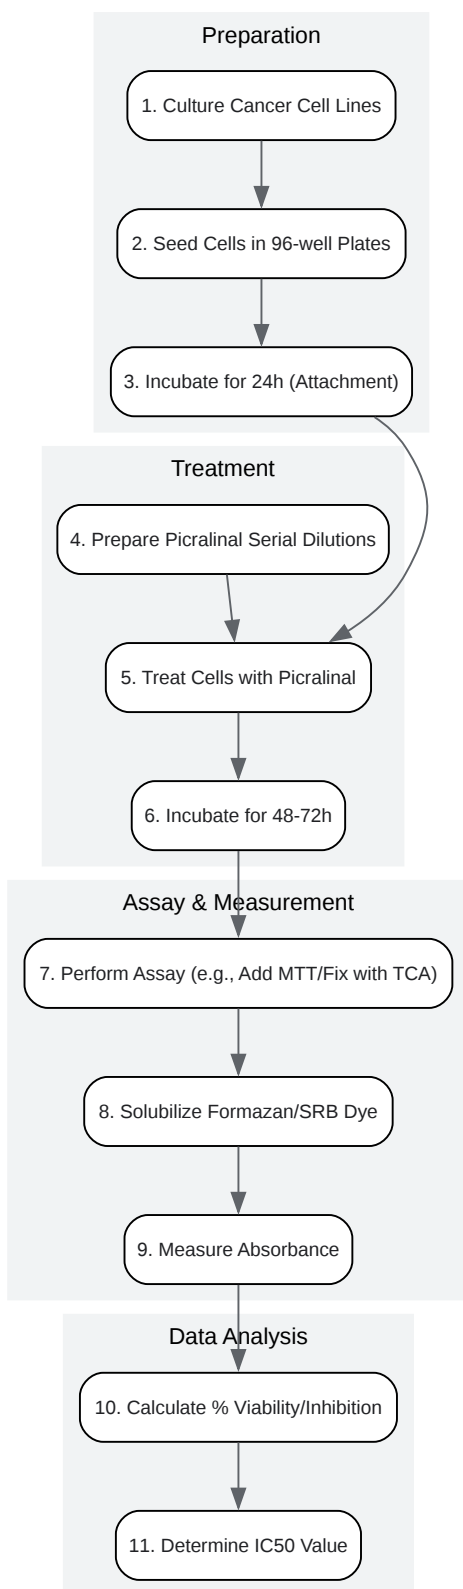 Preparation
1. Culture Cancer Cell Lines
2. Seed Cells in 96-well Plates
3. Incubate for 24h (Attachment)
Treatment
4. Prepare Picralinal Serial Dilutions
5. Treat Cells with Picralinal
6. Incubate for 48-72h
Assay & Measurement
7. Perform Assay (e.g., Add MTT/Fix with TCA)
8. Solubilize Formazan/SRB Dye
9. Measure Absorbance
Data Analysis
10. Calculate % Viability/Inhibition
11. Determine IC50 Value